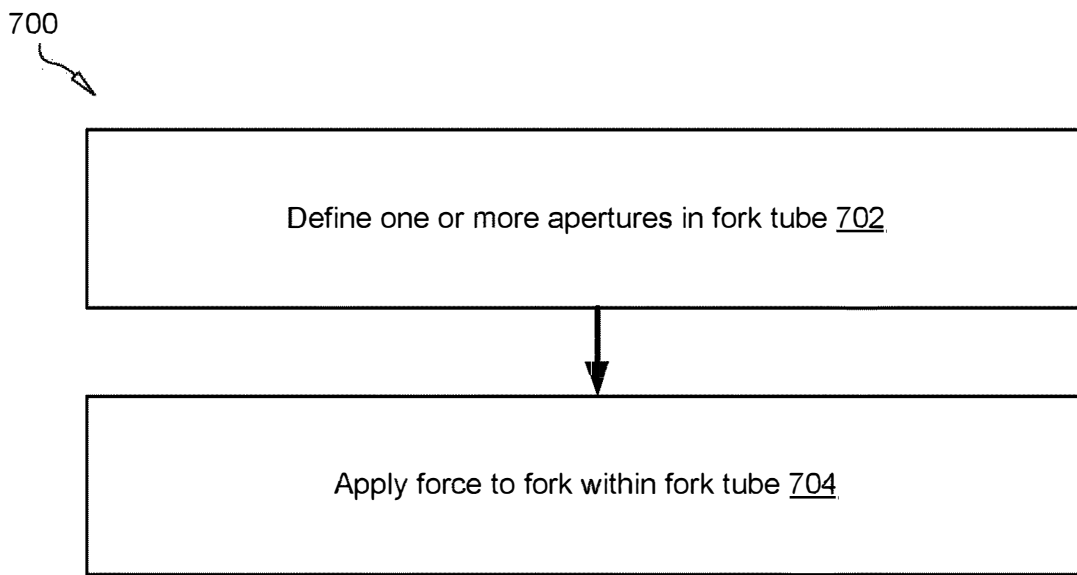 700
Define one or more apertures in fork tube 702
Apply force to fork within fork tube 704